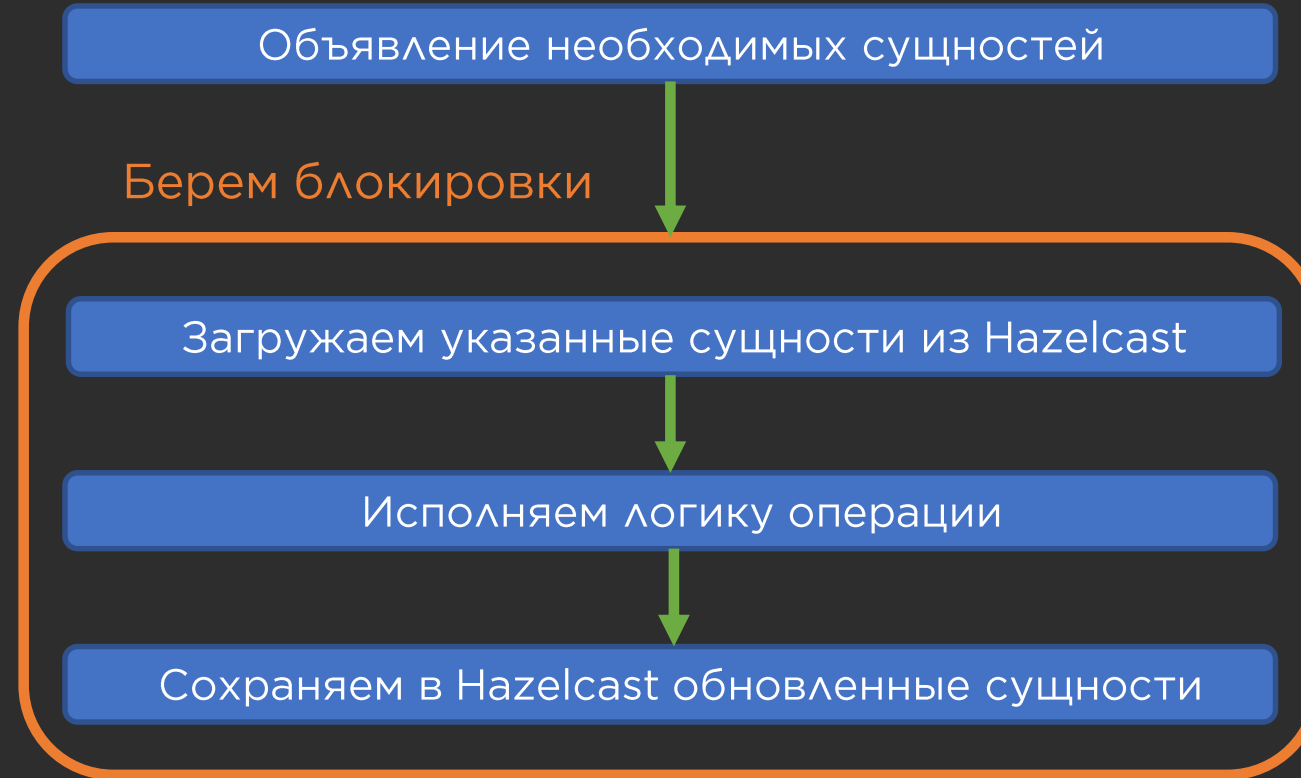 Объявление необходимых сущностей
Берем блокировки
Загружаем указанные сущности из Hazelcast
Исполняем логику операции
Сохраняем в Hazelcast обновленные сущности